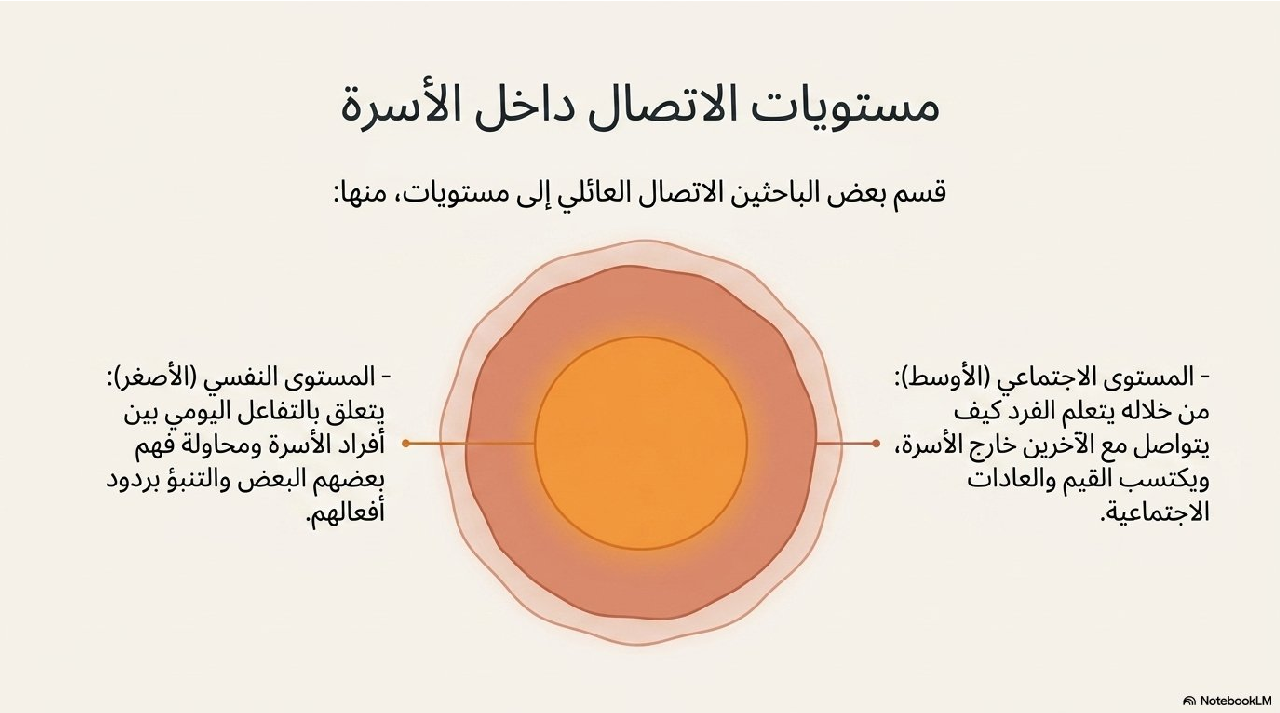 مستويات الاتصال داخل الأسرة
قسم بعض الباحثين الاتصال العائلي إلى مستويات، منها:
- المستوى الاجتماعي (الأوسط):
من خلاله يتعلم الفرد كيف
يتواصل مع الآخرين خارج الأسرة،
ويكتسب القيم والعادات
الاجتماعية.
- المستوى النفسي (الأصغر):
يتعلق بالتفاعل اليومي بين
أفراد الأسرة ومحاولة فهم
بعضهم البعض والتنبؤ بردود
أفعالهم.
NotebookLM